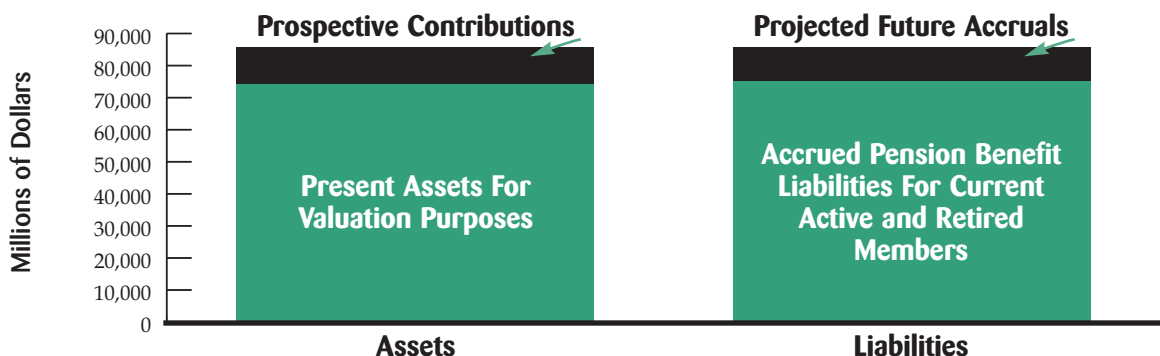 Prospective Contributions
Projected Future Accruals
Millions of Dollars
90,000
80,000
70,000
60,000
50,000
40,000
30,000
20,000
10,000
0
Present Assets For
Valuation Purposes
Accrued Pension Benefit
Liabilities For Current
Active and Retired
Members
Assets
Liabilities